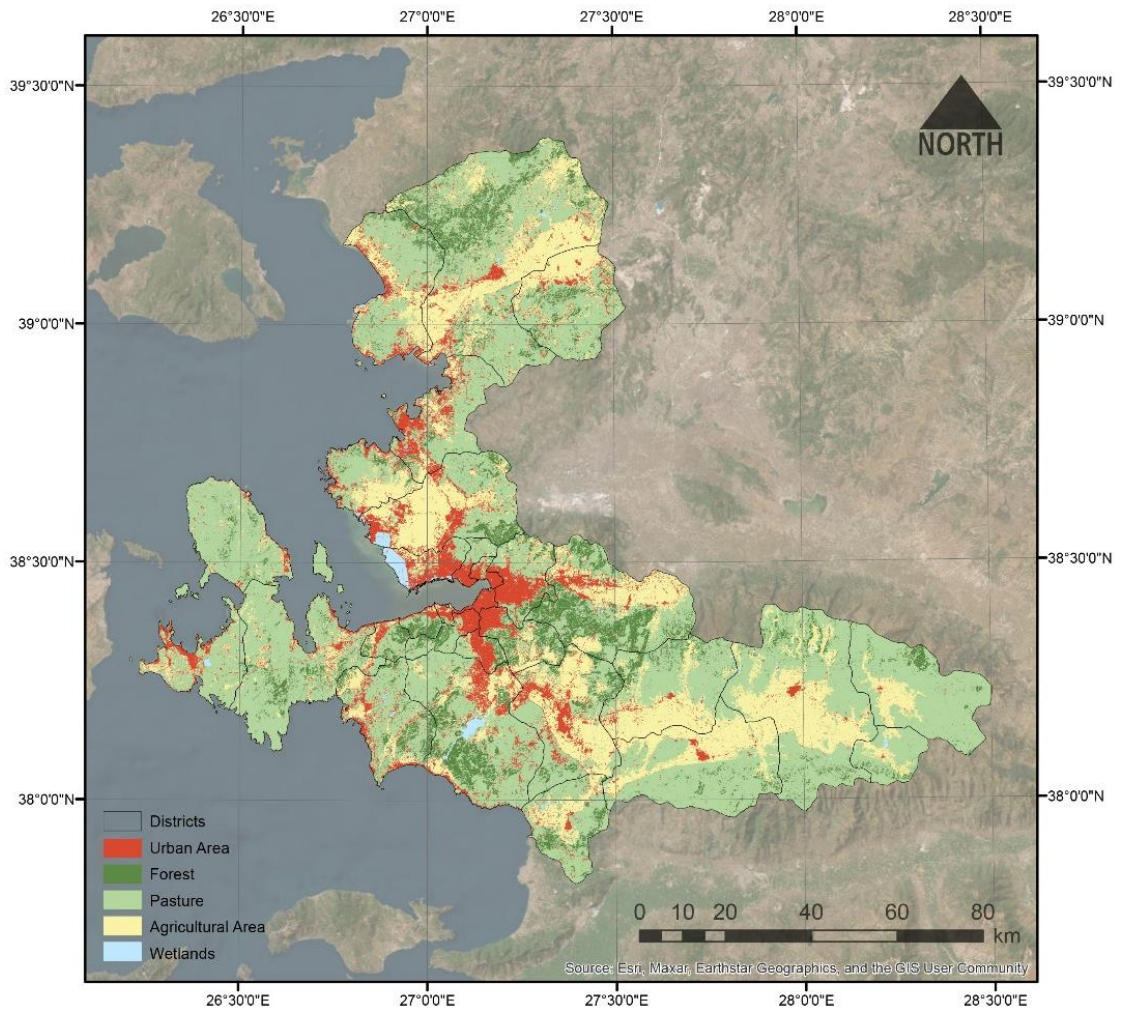 26°30'0"E 27°0'0"E 27°30'0"E 28°0'0"E 28°30'0"E
39°30'0"N 39°30'0"N
NORTH
39°0'0"N 39°0'0"N
38°30'0"N 38°30'0"N
38°0'0"N 38°0'0"N
Districts
Urban Area
Forest
Pasture
Agricultural Area
Wetlands
0 10 20 40 60 80
km
Source: Esri, Maxar, Earthstar Geographics, and the GIS User Community
26°30'0"E 27°0'0"E 27°30'0"E 28°0'0"E 28°30'0"E